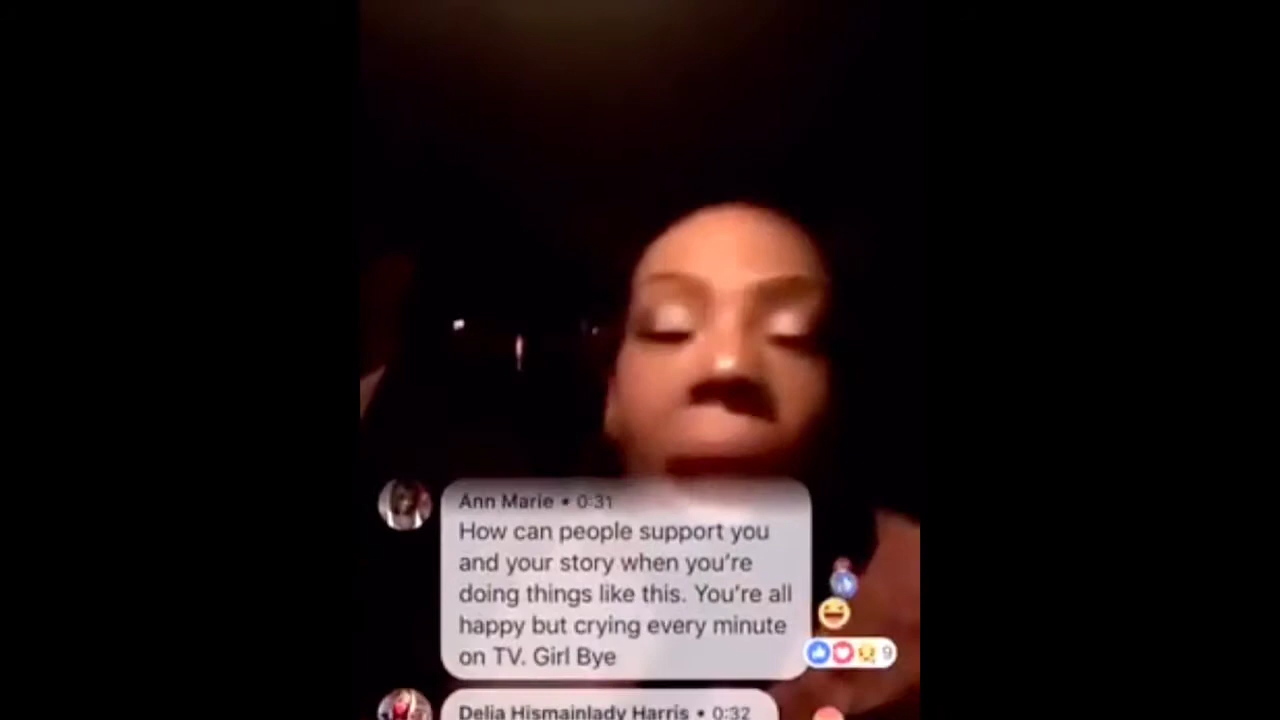 Ann Marie • 0:31
How can people support you
and your story when you're
doing things like this. You're all
happy but crying every minute
on TV. Girl Bye
9
Delia Hismainlady Harris • 0:32